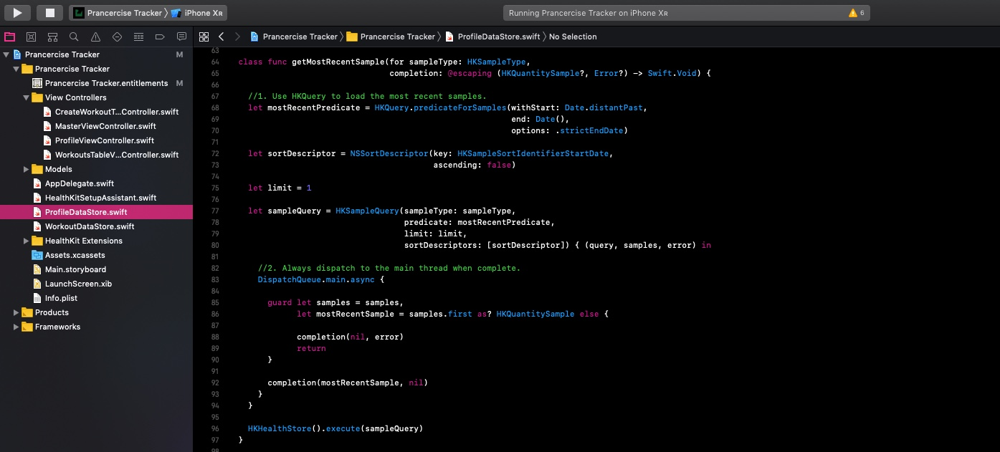 Prancercise Tracker 〉 iPhone Xʀ
Running Prancercise Tracker on iPhone Xʀ
6
Prancercise Tracker 〉 Prancercise Tracker 〉 ProfileDataStore.swift 〉 No Selection
Prancercise Tracker M
Prancercise Tracker
Prancercise Tracker.entitlements M
View Controllers
CreateWorkoutT...Controller.swift
MasterViewController.swift
ProfileViewController.swift
WorkoutsTableV...Controller.swift
Models
AppDelegate.swift
HealthKitSetupAssistant.swift
ProfileDataStore.swift
WorkoutDataStore.swift
HealthKit Extensions
Assets.xcassets
Main.storyboard
LaunchScreen.xib
Info.plist
Products
Frameworks
63
64 class func getMostRecentSample(for sampleType: HKSampleType,
65 completion: @escaping (HKQuantitySample?, Error?) -> Swift.Void) {
66
67 //1. Use HKQuery to load the most recent samples.
68 let mostRecentPredicate = HKQuery.predicateForSamples(withStart: Date.distantPast,
69 end: Date(),
70 options: .strictEndDate)
71
72 let sortDescriptor = NSSortDescriptor(key: HKSampleSortIdentifierStartDate,
73 ascending: false)
74
75 let limit = 1
76
77 let sampleQuery = HKSampleQuery(sampleType: sampleType,
78 predicate: mostRecentPredicate,
79 limit: limit,
80 sortDescriptors: [sortDescriptor]) { (query, samples, error) in
81
82 //2. Always dispatch to the main thread when complete.
83 DispatchQueue.main.async {
84
85 guard let samples = samples,
86 let mostRecentSample = samples.first as? HKQuantitySample else {
87
88 completion(nil, error)
89 return
90 }
91
92 completion(mostRecentSample, nil)
93 }
94 }
95
96 HKHealthStore().execute(sampleQuery)
97 }
98